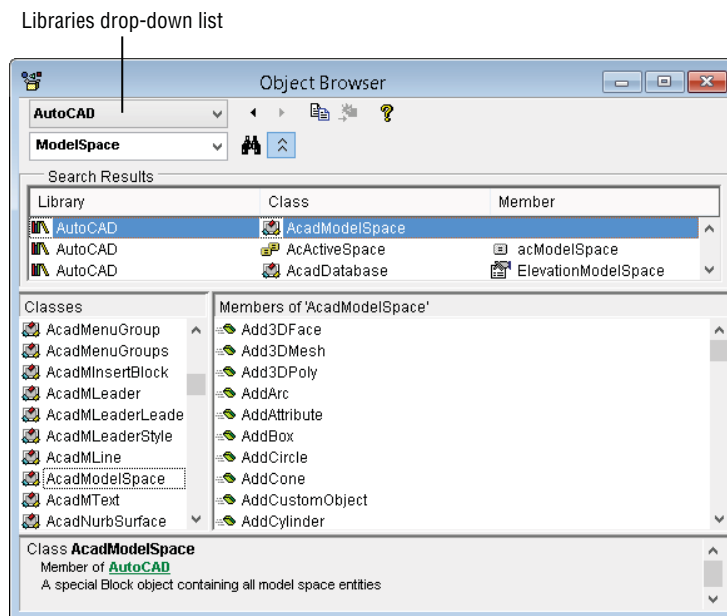 Libraries drop-down list
Object Browser
AutoCAD
ModelSpace
Search Results
Library Class Member
AutoCAD AcadModelSpace
AutoCAD AcActiveSpace acModelSpace
AutoCAD AcadDatabase ElevationModelSpace
Classes Members of 'AcadModelSpace'
AcadMenuGroup Add3DFace
AcadMenuGroups Add3DMesh
AcadMInsertBlock Add3DPoly
AcadMLeader AddArc
AcadMLeaderLeade AddAttribute
AcadMLeaderStyle AddBox
AcadMLine AddCircle
AcadModelSpace AddCone
AcadMText AddCustomObject
AcadNurbSurface AddCylinder
Class AcadModelSpace
Member of AutoCAD
A special Block object containing all model space entities